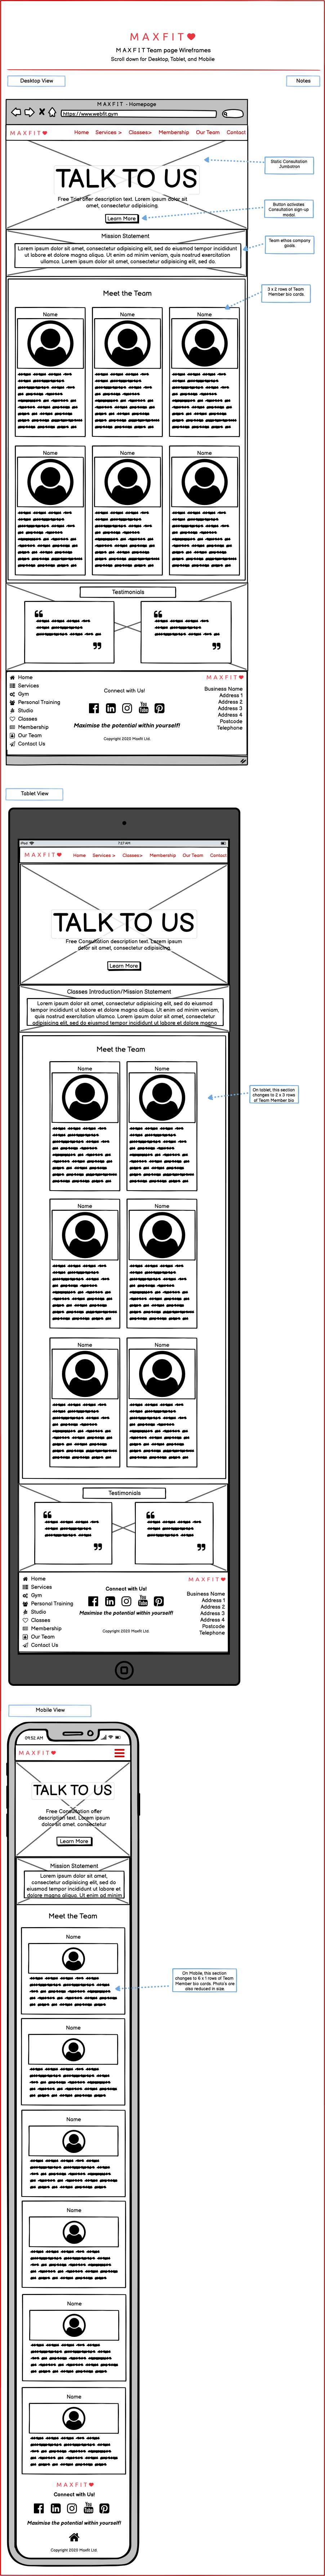 MAXFIT
MAXFIT Team page Wireframes
Scroll down for Desktop, Tablet, and Mobile
Desktop View
Notes
MAXFIT - Homepage
https://www.webfit.gym
MAXFIT
Home Services > Classes> Membership Our Team Contact
TALK TO US
Free Trial offer description text. Lorem ipsum dolor sit
amet, consectetur adipisicing.
Learn More
Static Consultation
Jumbotron
Button activates
Consultation sign-up
modal
Mission Statement
Team ethos company
goals.
Lorem ipsum dolor sit amet, consectetur adipisicing elit, sed do eiusmod tempor incididunt
ut labore et dolore magna aliqua. Ut enim ad minim veniam, quis nostrud exercitation
ullamco. Lorem ipsum dolor sit amet, consectetur adipisicing elit, sed do.
Meet the Team
3 x 2 rows of Team
Member bio cards.
Name Name Name
Name Name Name
Testimonials
Home
Services
Gym
Personal Training
Studio
Classes
Membership
Our Team
Contact Us
Connect with Us!
You
Tube
Maximise the potential within yourself!
Copyright 2020 Maxfit Ltd.
MAXFIT
Business Name
Address 1
Address 2
Address 3
Address 4
Postcode
Telephone
Tablet View
iPod
7:27 AM
MAXFIT
Home Services > Classes> Membership Our Team Contact
TALK TO US
Free Consultation description text. Lorem ipsum
dolor sit amet, consectetur adipisicing.
Learn More
Classes Introduction/Mission Statement
Lorem ipsum dolor sit amet, consectetur adipisicing elit, sed do eiusmod
tempor incididunt ut labore et dolore magna aliqua. Ut enim ad minim veniam,
quis nostrud exercitation ullamco. Lorem ipsum dolor sit amet, consectetur
adipisicing elit, sed do eiusmod tempor incididunt ut labore et dolore magna
Meet the Team
Name Name
On tablet, this section
changes to 2 x 3 rows
of Team Member bio
Name Name
Name Name
Testimonials
Home
Services
Gym
Personal Training
Studio
Classes
Membership
Our Team
Contact Us
Connect with Us!
You
Tube
Maximise the potential within yourself!
Copyright 2020 Maxfit Ltd.
MAXFIT
Business Name
Address 1
Address 2
Address 3
Address 4
Postcode
Telephone
Mobile View
09:52 AM
MAXFIT
TALK TO US
Free Consultation offer
description text. Lorem ipsum
dolor sit amet, consectetur
Learn More
Mission Statement
Lorem ipsum dolor sit amet,
consectetur adipisicing elit, sed do
eiusmod tempor incididunt ut labore et
dolore magna aliqua. Ut enim ad minim
Meet the Team
Name
On Mobile, this section
changes to 6 x 1 rows of Team
Member bio cards. Photo's are
also reduced in size.
Name
Name
Name
Name
Name
MAXFIT
Connect with Us!
You
Tube
Maximise the potential within yourself!
Copyright 2020 Maxfit Ltd.